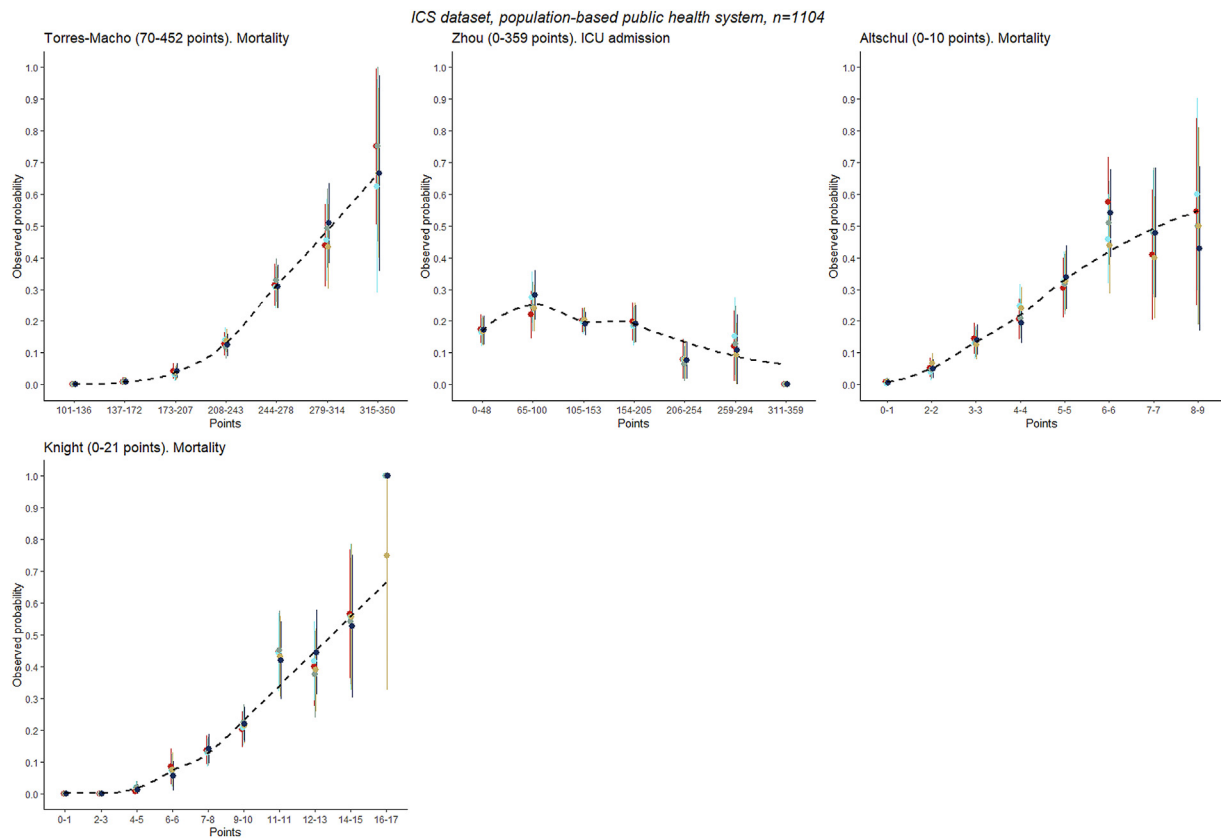 ICS dataset, population-based public health system, n=1104
Torres-Macho (70-452 points). Mortality
Observed probability
1.0
0.9
0.8
0.7
0.6
0.5
0.4
0.3
0.2
0.1
0.0
101-136 137-172 173-207 208-243 244-278 279-314 315-350
Points
Zhou (0-359 points). ICU admission
Observed probability
1.0
0.9
0.8
0.7
0.6
0.5
0.4
0.3
0.2
0.1
0.0
0-48 65-100 105-153 154-205 206-254 259-294 311-359
Points
Altschul (0-10 points). Mortality
Observed probability
1.0
0.9
0.8
0.7
0.6
0.5
0.4
0.3
0.2
0.1
0.0
0-1 2-2 3-3 4-4 5-5 6-6 7-7 8-9
Points
Knight (0-21 points). Mortality
Observed probability
1.0
0.9
0.8
0.7
0.6
0.5
0.4
0.3
0.2
0.1
0.0
0-1 2-3 4-5 6-6 7-8 9-10 11-11 12-13 14-15 16-17
Points